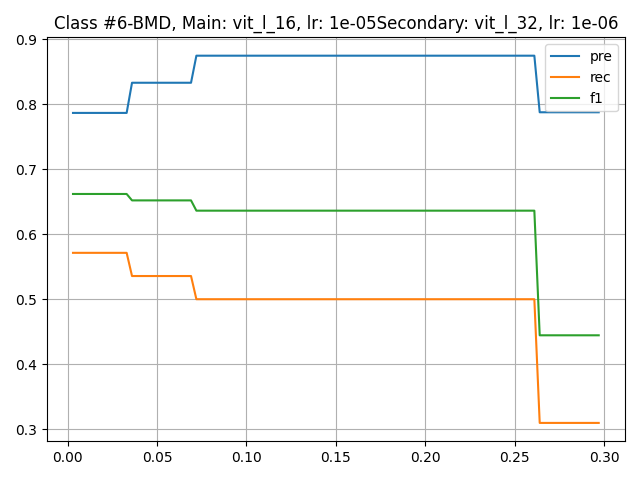 Class #6-BMD, Main: vit_l_16, lr: 1e-05Secondary: vit_l_32, lr: 1e-06
0.9
0.8
0.7
0.6
0.5
0.4
0.3
pre
rec
f1
0.00 0.05 0.10 0.15 0.20 0.25 0.30